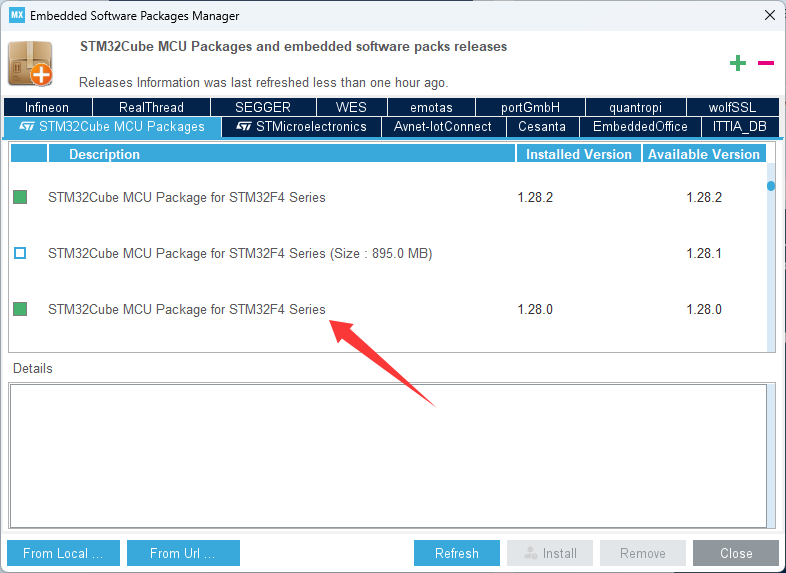 MX Embedded Software Packages Manager
STM32Cube MCU Packages and embedded software packs releases
Releases Information was last refreshed less than one hour ago.
Infineon RealThread SEGGER WES emotas portGmbH quantropi wolfSSL
STM32Cube MCU Packages STMicroelectronics Avnet-IotConnect Cesanta EmbeddedOffice ITTIA_DB
Description Installed Version Available Version
STM32Cube MCU Package for STM32F4 Series 1.28.2 1.28.2
STM32Cube MCU Package for STM32F4 Series (Size : 895.0 MB) 1.28.1
STM32Cube MCU Package for STM32F4 Series 1.28.0 1.28.0
Details
From Local ... From Url ... Refresh Install Remove Close